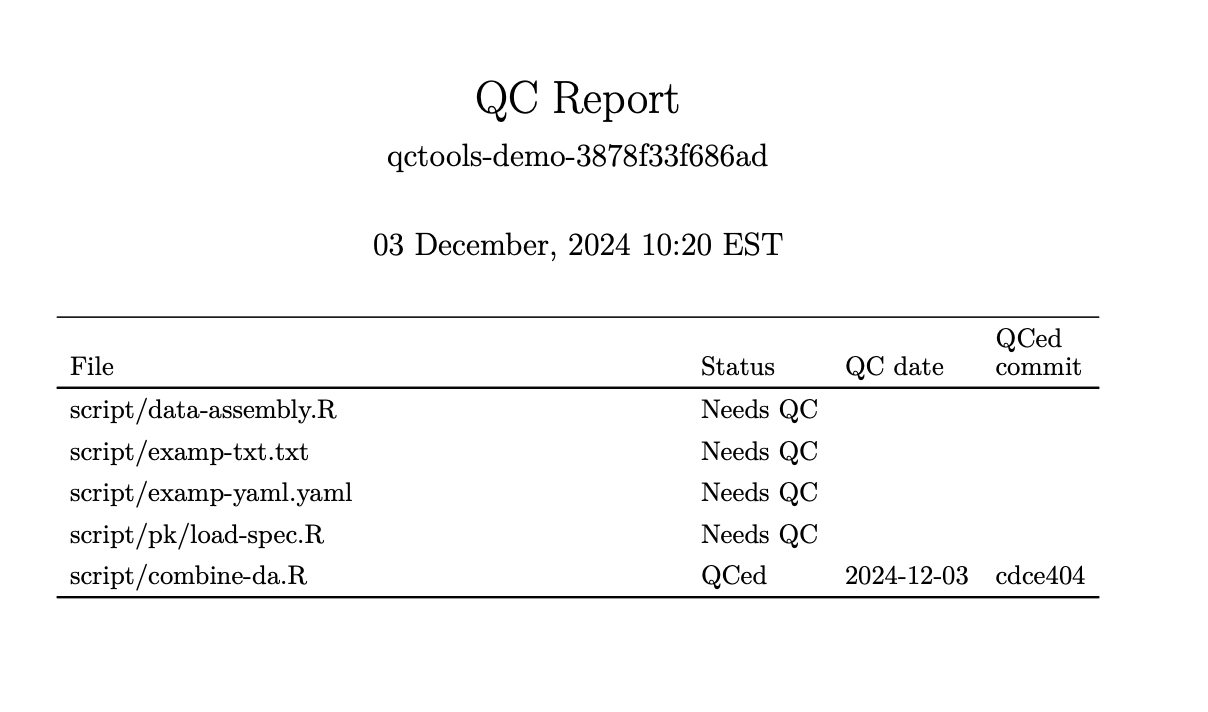 QC Report
qctools-demo-3878f33f686ad
03 December, 2024 10:20 EST
File Status QC date QCed commit
script/data-assembly.R Needs QC
script/examp-txt.txt Needs QC
script/examp-yaml.yaml Needs QC
script/pk/load-spec.R Needs QC
script/combine-da.R QCed 2024-12-03 cdce404